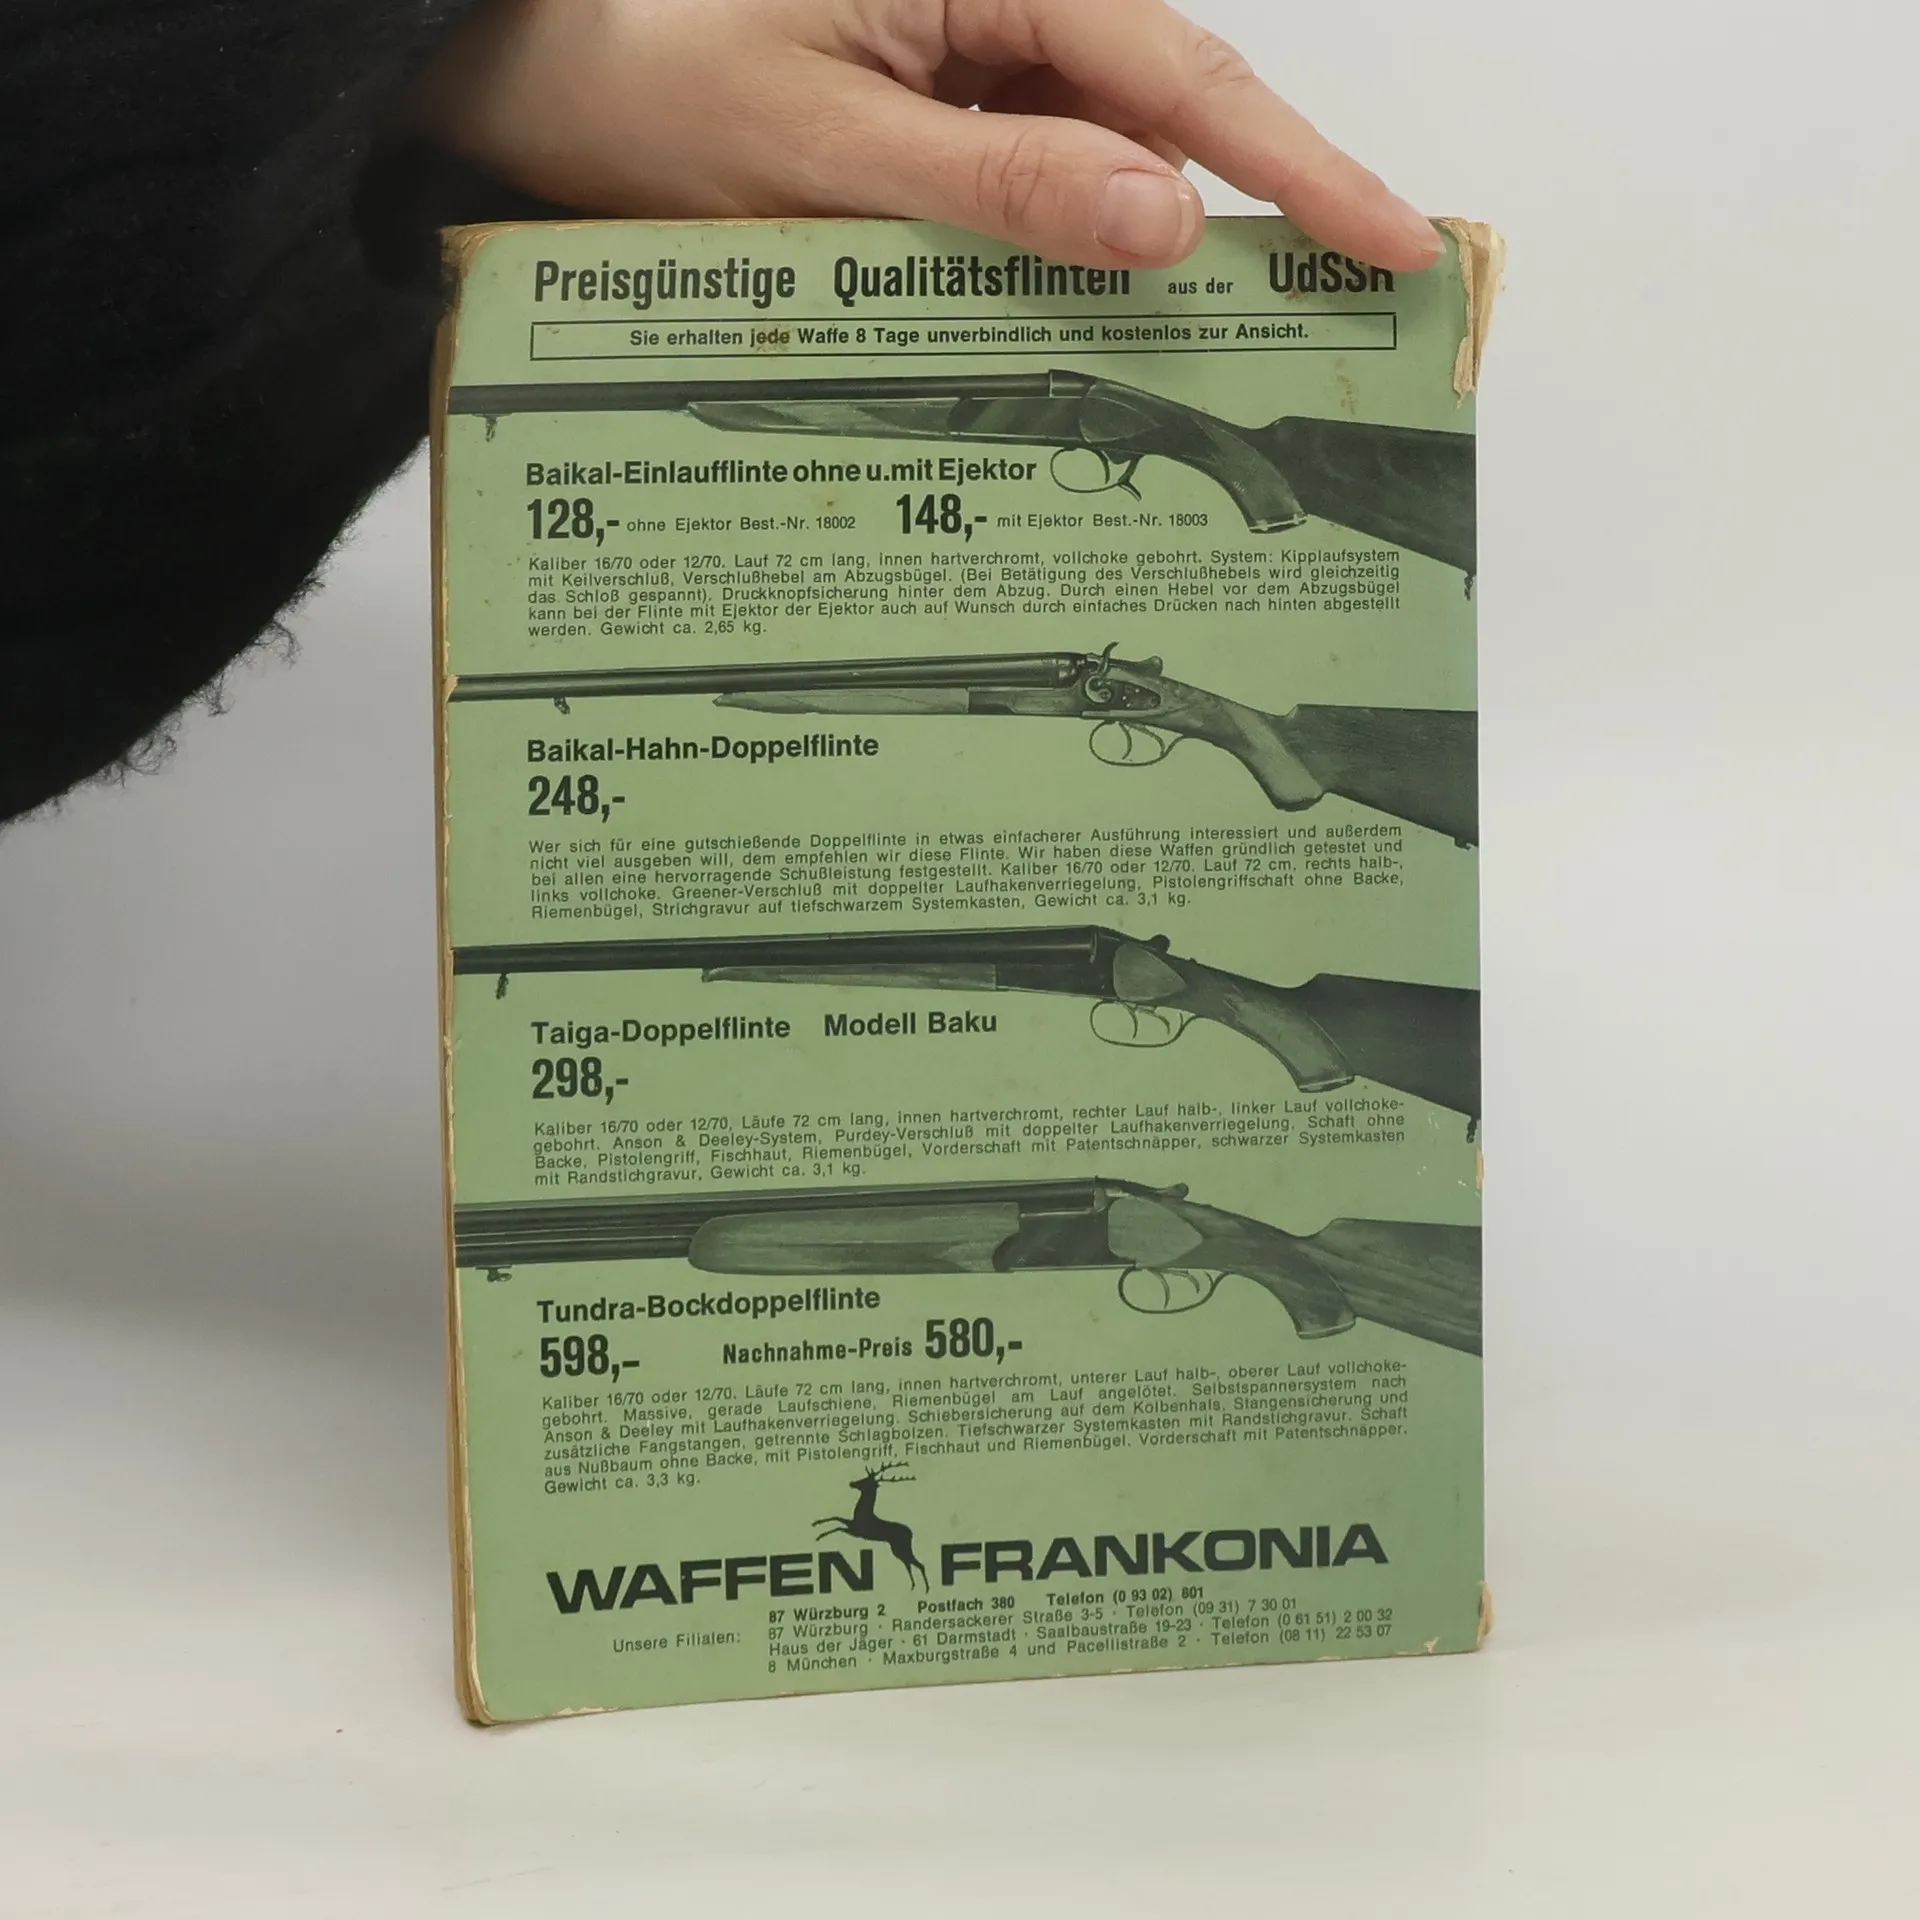 Preisgünstige Qualitätsflinten aus der UdSSR
Sie erhalten jede Waffe 8 Tage unverbindlich und kostenlos zur Ansicht.
Baikal-Einlaufflinte ohne u. mit Ejektor
128,- ohne Ejektor Best.-Nr. 18002 148,- mit Ejektor Best.-Nr. 18003
Kaliber 16/70 oder 12/70. Lauf 72 cm lang, innen hartverchromt, vollchoke gebohrt. System: Kipplaufsystem
mit Keilverschluß, Verschlußhebel am Abzugsbügel. (Bei Betätigung des Verschlußhebels wird gleichzeitig
das Schloß gespannt). Druckknopfsicherung hinter dem Abzug. Durch einen Hebel vor dem Abzugsbügel
kann bei der Flinte mit Ejektor der Ejektor auch auf Wunsch durch einfaches Drücken nach hinten abgestellt
werden. Gewicht ca. 2,65 kg.
Baikal-Hahn-Doppelflinte
248,-
Wer sich für eine gutschießende Doppelflinte in etwas einfacherer Ausführung interessiert und außerdem
nicht viel ausgeben will, dem empfehlen wir diese Flinte. Wir haben diese Waffen gründlich getestet und
bei allen eine hervorragende Schußleistung festgestellt. Kaliber 16/70 oder 12/70. Lauf 72 cm, rechts halb-,
links vollchoke. Greener-Verschluß mit doppelter Laufhakenverriegelung, Pistolengriffschaft ohne Backe,
Riemenbügel, Strichgravur auf tiefschwarzem Systemkasten, Gewicht ca. 3,1 kg.
Taiga-Doppelflinte Modell Baku
298,-
Kaliber 16/70 oder 12/70, Läufe 72 cm lang, innen hartverchromt, rechter Lauf halb-, linker Lauf vollchoke-
gebohrt. Anson & Deeley-System, Purdey-Verschluß mit doppelter Laufhakenverriegelung. Schaft ohne
Backe, Pistolengriff, Fischhaut, Riemenbügel, Vorderschaft mit Patentschnäpper, schwarzer Systemkasten
mit Randstichgravur, Gewicht ca. 3,1 kg.
Tundra-Bockdoppelflinte
598,- Nachnahme-Preis 580,-
Kaliber 16/70 oder 12/70. Läufe 72 cm lang, innen hartverchromt, unterer Lauf halb-, oberer Lauf vollchoke-
gebohrt. Massive, gerade Laufschiene, Riemenbügel am Lauf angelötet. Selbstspannersystem nach
Anson & Deeley mit Laufhakenverriegelung. Schiebersicherung auf dem Kolbenhals, Stangensicherung und
zusätzliche Fangstangen, getrennte Schlagbolzen. Tiefschwarzer Systemkasten mit Randstichgravur. Schaft
aus Nußbaum ohne Backe, mit Pistolengriff, Fischhaut und Riemenbügel. Vorderschaft mit Patentschnäpper.
Gewicht ca. 3,3 kg.
WAFFEN FRANKONIA
87 Würzburg 2 Postfach 380 Telefon (0 93 02) 801
Unsere Filialen: 87 Würzburg · Randersackerer Straße 3-5 · Telefon (09 31) 7 30 01
Haus der Jäger · 61 Darmstadt · Saalbaustraße 19-23 · Telefon (0 61 51) 2 00 32
8 München · Maxburgstraße 4 und Pacellistraße 2 · Telefon (08 11) 22 53 07